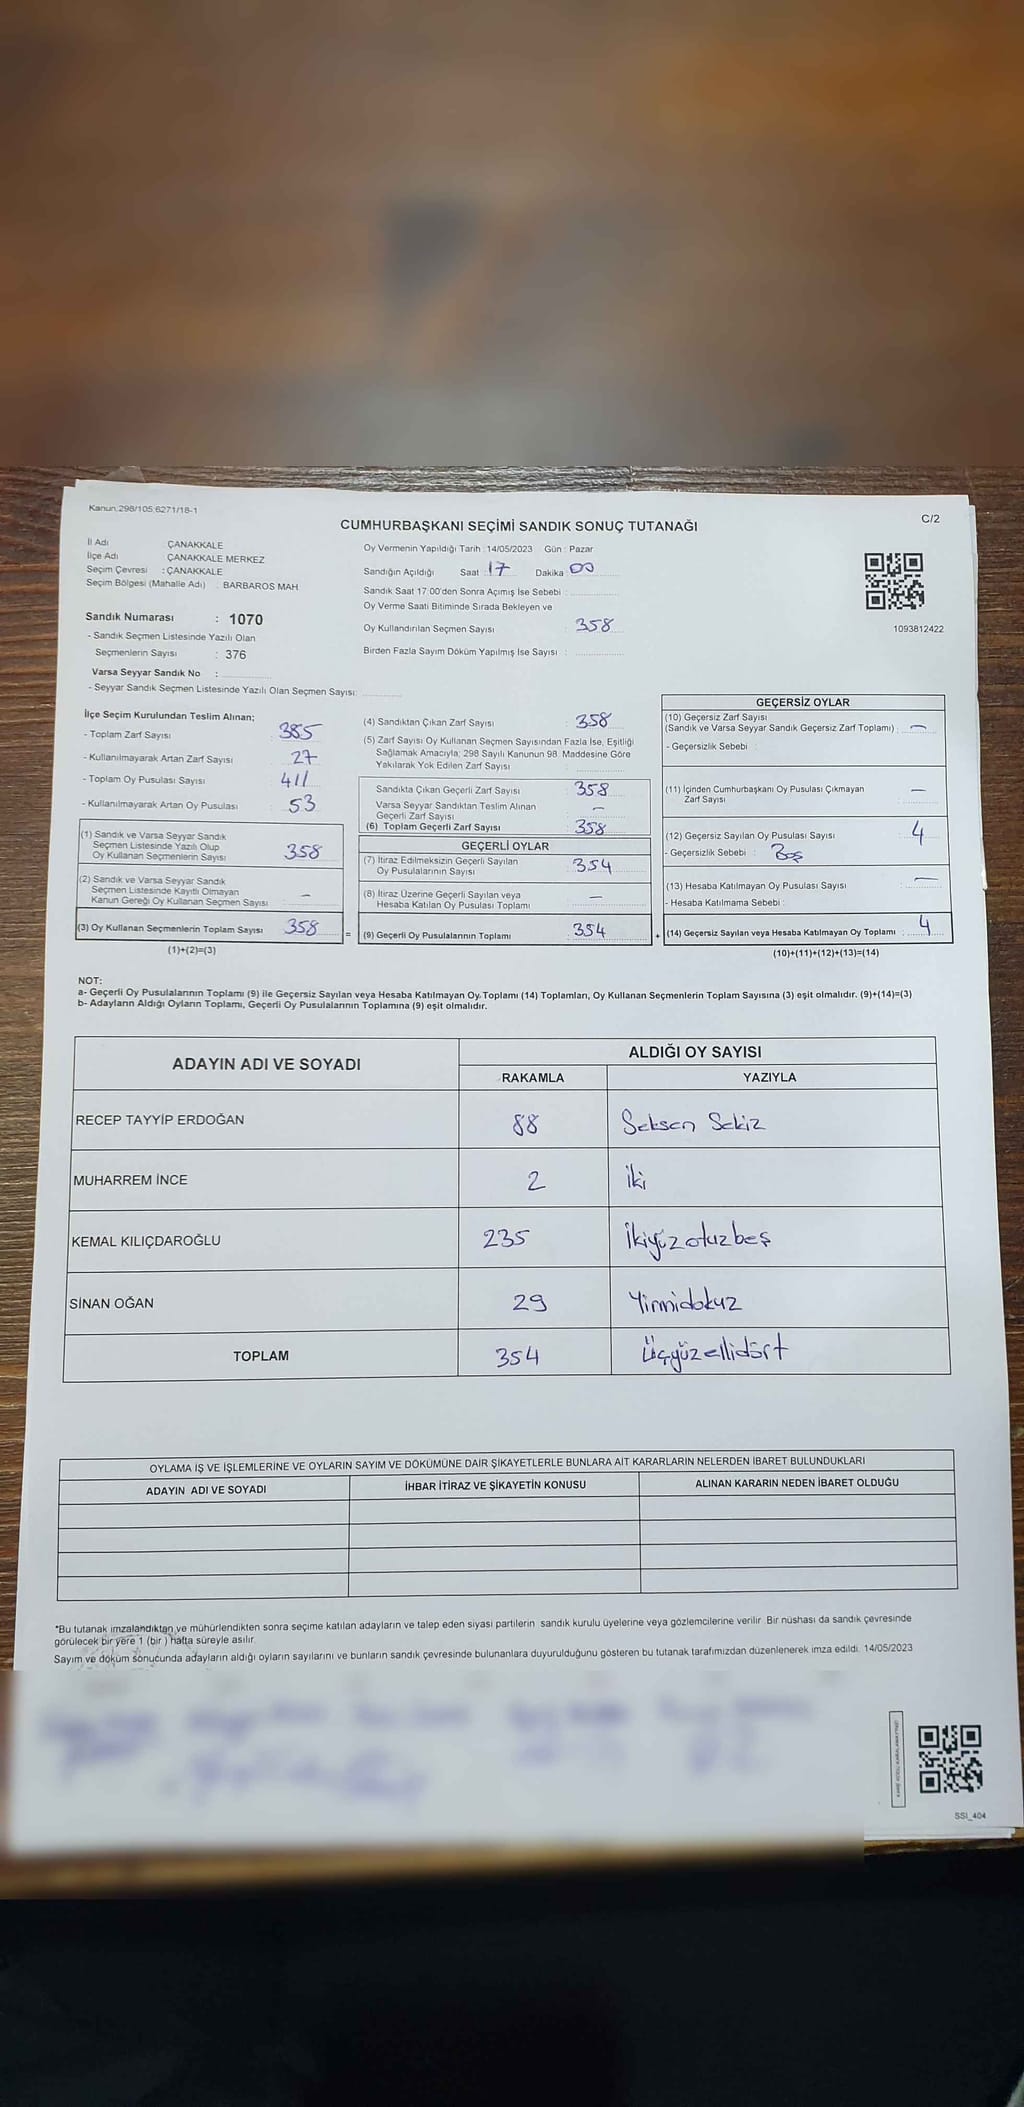 Kanun.298/105,6271/18-1
C/2
CUMHURBAŞKANI SEÇİMİ SANDIK SONUÇ TUTANAĞI
İl Adı : ÇANAKKALE
İlçe Adı : ÇANAKKALE MERKEZ
Seçim Çevresi : ÇANAKKALE
Seçim Bölgesi (Mahalle Adı) : BARBAROS MAH
Sandık Numarası : 1070
- Sandık Seçmen Listesinde Yazılı Olan
Seçmenlerin Sayısı : 376
Varsa Seyyar Sandık No :
- Seyyar Sandık Seçmen Listesinde Yazılı Olan Seçmen Sayısı:
Oy Vermenin Yapıldığı Tarih : 14/05/2023 Gün : Pazar
Sandığın Açıldığı Saat : 17 Dakika : 00
Sandık Saat 17:00'den Sonra Açımış İse Sebebi :
Oy Verme Saati Bitiminde Sırada Bekleyen ve
Oy Kullandırılan Seçmen Sayısı : 358
Birden Fazla Sayım Döküm Yapılmış İse Sayısı :
1093812422
İlçe Seçim Kurulundan Teslim Alınan;
- Toplam Zarf Sayısı 385
- Kullanılmayarak Artan Zarf Sayısı : 27
- Toplam Oy Pusulası Sayısı 411
- Kullanılmayarak Artan Oy Pusulası : 53
(1) Sandık ve Varsa Seyyar Sandık
Seçmen Listesinde Yazılı Olup
Oy Kullanan Seçmenlerin Sayısı : 358
(2) Sandık ve Varsa Seyyar Sandık
Seçmen Listesinde Kayıtlı Olmayan
Kanun Gereği Oy Kullanan Seçmen Sayısı : –
(3) Oy Kullanan Seçmenlerin Toplam Sayısı : 358
(1)+(2)=(3)
=
(4) Sandıktan Çıkan Zarf Sayısı : 358
(5) Zarf Sayısı Oy Kullanan Seçmen Sayısından Fazla İse, Eşitliği
Sağlamak Amacıyla; 298 Sayılı Kanunun 98. Maddesine Göre
Yakılarak Yok Edilen Zarf Sayısı :
Sandıkta Çıkan Geçerli Zarf Sayısı : 358
Varsa Seyyar Sandıktan Teslim Alınan
Geçerli Zarf Sayısı : –
(6) Toplam Geçerli Zarf Sayısı : 358
GEÇERLİ OYLAR
(7) İtiraz Edilmeksizin Geçerli Sayılan
Oy Pusulalarının Sayısı : 354
(8) İtiraz Üzerine Geçerli Sayılan veya
Hesaba Katılan Oy Pusulası Toplamı : –
(9) Geçerli Oy Pusulalarının Toplamı : 354
+
GEÇERSİZ OYLAR
(10) Geçersiz Zarf Sayısı
(Sandık ve Varsa Seyyar Sandık Geçersiz Zarf Toplamı) : –
- Geçersizlik Sebebi :
(11) İçinden Cumhurbaşkanı Oy Pusulası Çıkmayan
Zarf Sayısı : –
(12) Geçersiz Sayılan Oy Pusulası Sayısı : 4
- Geçersizlik Sebebi : Boş
(13) Hesaba Katılmayan Oy Pusulası Sayısı : –
- Hesaba Katılmama Sebebi :
(14) Geçersiz Sayılan veya Hesaba Katılmayan Oy Toplamı : 4
(10)+(11)+(12)+(13)=(14)
NOT:
a- Geçerli Oy Pusulalarının Toplamı (9) ile Geçersiz Sayılan veya Hesaba Katılmayan Oy Toplamı (14) Toplamları, Oy Kullanan Seçmenlerin Toplam Sayısına (3) eşit olmalıdır. (9)+(14)=(3)
b- Adayların Aldığı Oyların Toplamı, Geçerli Oy Pusulalarının Toplamına (9) eşit olmalıdır.
ADAYIN ADI VE SOYADI
ALDIĞI OY SAYISI
RAKAMLA YAZIYLA
RECEP TAYYİP ERDOĞAN 88 Seksen Sekiz
MUHARREM İNCE 2 İki
KEMAL KILIÇDAROĞLU 235 İkiyüzotuzbeş
SİNAN OĞAN 29 Yirmidokuz
TOPLAM 354 Üçyüzellidört
OYLAMA İŞ VE İŞLEMLERİNE VE OYLARIN SAYIM VE DÖKÜMÜNE DAİR ŞİKAYETLERLE BUNLARA AİT KARARLARIN NELERDEN İBARET BULUNDUKLARI
ADAYIN ADI VE SOYADI İHBAR İTİRAZ VE ŞİKAYETİN KONUSU ALINAN KARARIN NEDEN İBARET OLDUĞU
*Bu tutanak imzalandıktan ve mühürlendikten sonra seçime katılan adayların ve talep eden siyasi partilerin sandık kurulu üyelerine veya gözlemcilerine verilir. Bir nüshası da sandık çevresinde
görülecek bir yere 1 (bir ) hafta süreyle asılır.
Sayım ve döküm sonucunda adayların aldığı oyların sayılarını ve bunların sandık çevresinde bulunanlara duyurulduğunu gösteren bu tutanak tarafımızdan düzenlenerek imza edildi. 14/05/2023
SSI_404